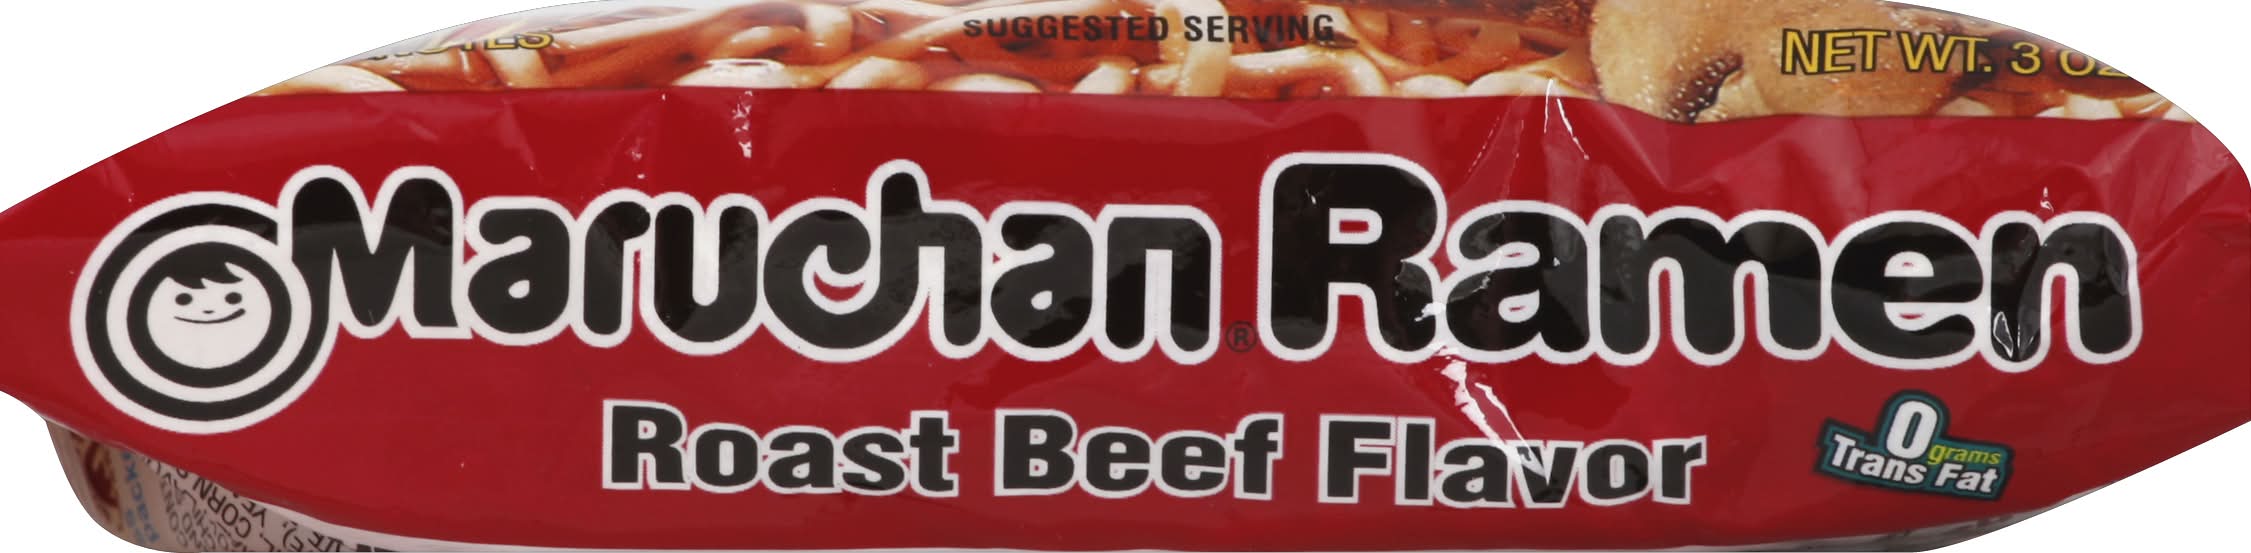 SUGGESTED SERVING
NET WT. 3 OZ
Maruchan® Ramen
Roast Beef Flavor
0 grams
Trans Fat